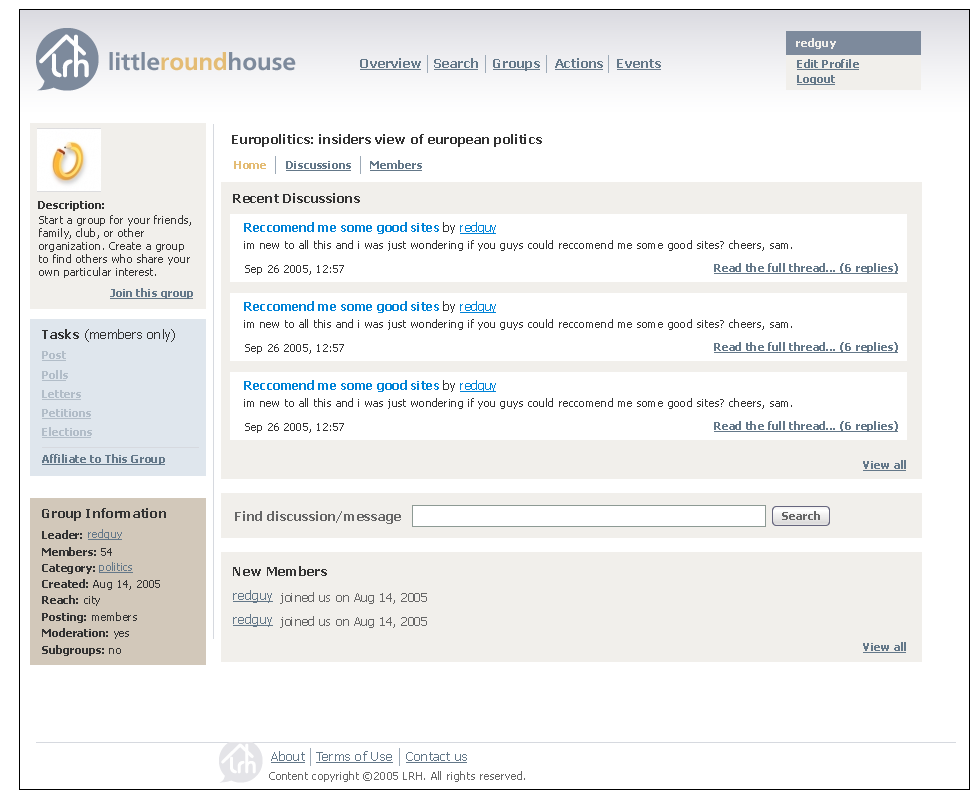 Lrh littleroundhouse
Overview Search Groups Actions Events
redguy
Edit Profile
Logout
Description:
Start a group for your friends,
family, club, or other
organization. Create a group
to find others who share your
own particular interest.
Join this group
Tasks (members only)
Post
Polls
Letters
Petitions
Elections
Affiliate to This Group
Group Information
Leader: redguy
Members: 54
Category: politics
Created: Aug 14, 2005
Reach: city
Posting: members
Moderation: yes
Subgroups: no
Europolitics: insiders view of european politics
Home Discussions Members
Recent Discussions
Reccomend me some good sites by redguy
im new to all this and i was just wondering if you guys could reccomend me some good sites? cheers, sam.
Sep 26 2005, 12:57 Read the full thread... (6 replies)
Reccomend me some good sites by redguy
im new to all this and i was just wondering if you guys could reccomend me some good sites? cheers, sam.
Sep 26 2005, 12:57 Read the full thread... (6 replies)
Reccomend me some good sites by redguy
im new to all this and i was just wondering if you guys could reccomend me some good sites? cheers, sam.
Sep 26 2005, 12:57 Read the full thread... (6 replies)
View all
Find discussion/message Search
New Members
redguy joined us on Aug 14, 2005
redguy joined us on Aug 14, 2005
View all
Lrh
About Terms of Use Contact us
Content copyright ©2005 LRH. All rights reserved.